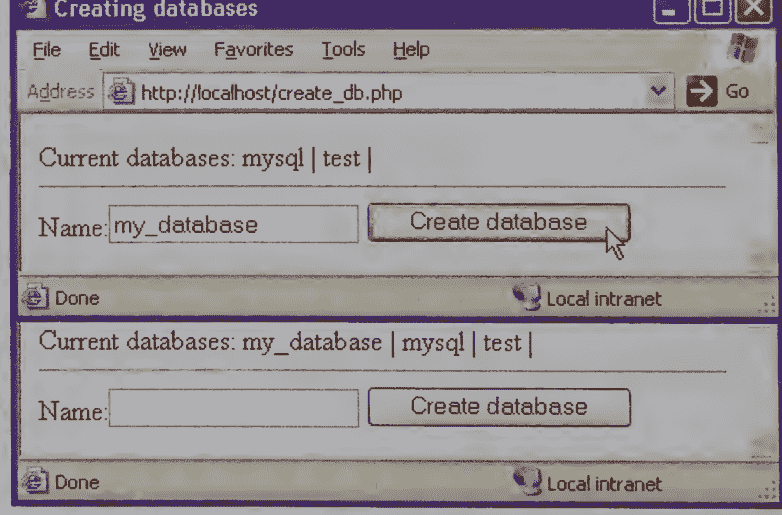 Creating databases
File Edit View Favorites Tools Help
Address http://localhost/create_db.php Go
Current databases: mysql | test |
Name: my_database Create database
Done Local intranet
Current databases: my_database | mysql | test |
Name: Create database
Done Local intranet